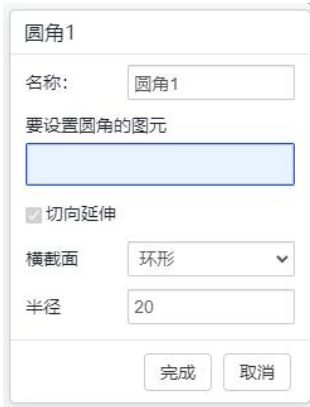 圆角1
名称： 圆角1
要设置圆角的图元
切向延伸
横截面 环形
半径 20
完成 取消